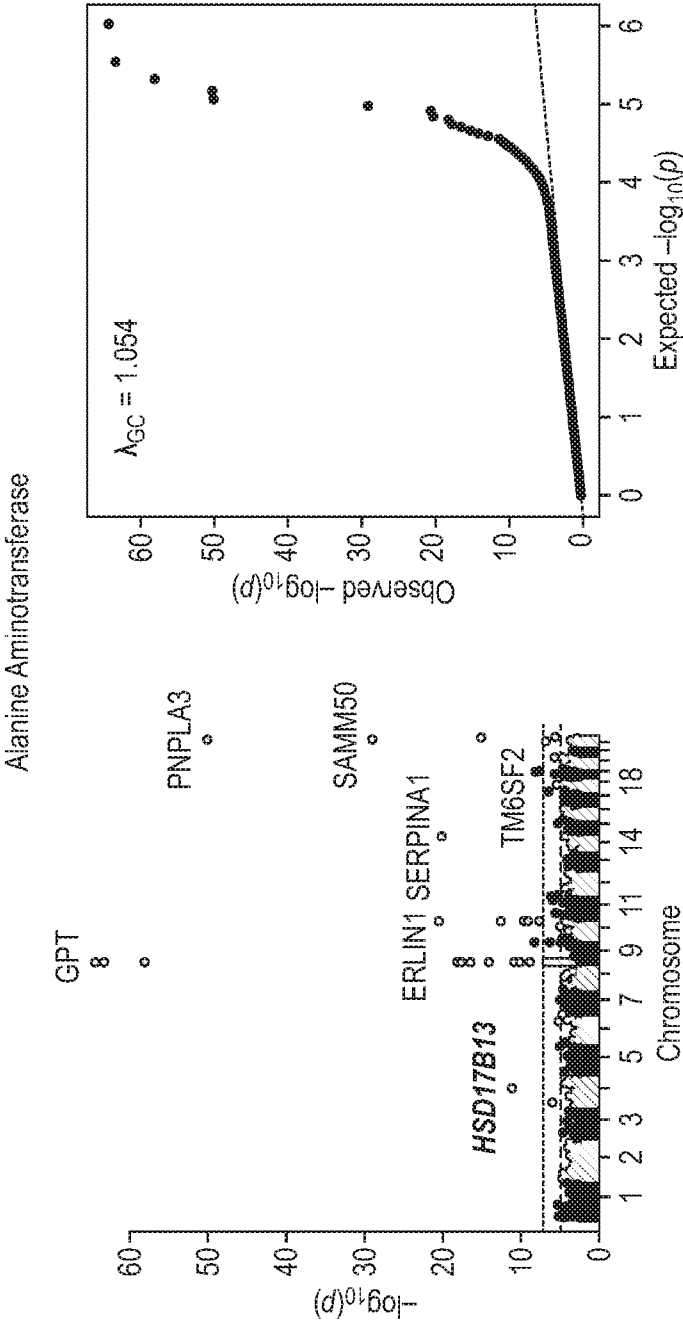 Alanine Aminotransferase
–log10(p)
60
50
40
30
20
10
0
GPT
PNPLA3
SAMM50
ERLIN1 SERPINA1
HSD17B13
TM6SF2
1 2 3 5 7 9 11 14 18
Chromosome
Observed –log10(p)
60
50
40
30
20
10
0
λGC = 1.054
0 1 2 3 4 5 6
Expected –log10(p)